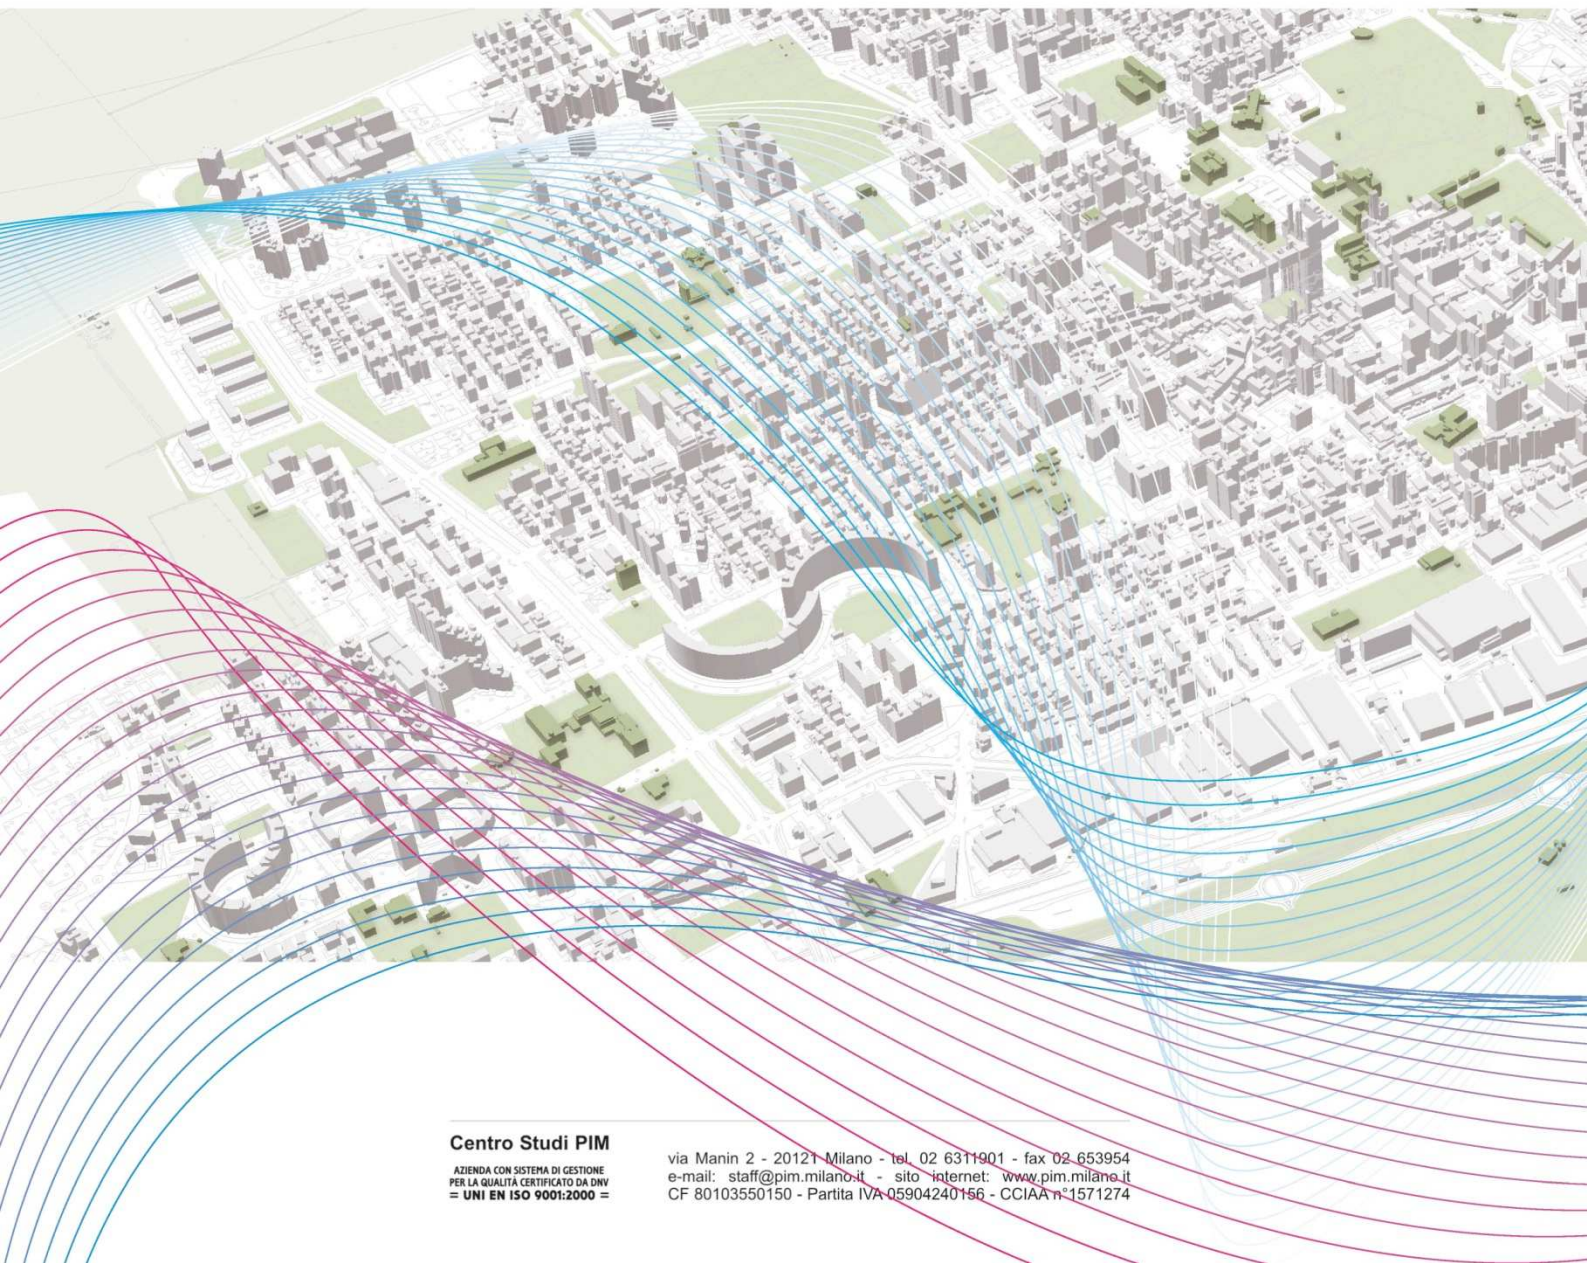 Centro Studi PIM
AZIENDA CON SISTEMA DI GESTIONE
PER LA QUALITÀ CERTIFICATO DA DNV
= UNI EN ISO 9001:2000 =
via Manin 2 - 20121 Milano - tel. 02 6311901 - fax 02 653954
e-mail: staff@pim.milano.it - sito internet: www.pim.milano.it
CF 80103550150 - Partita IVA 05904240156 - CCIAA n°1571274